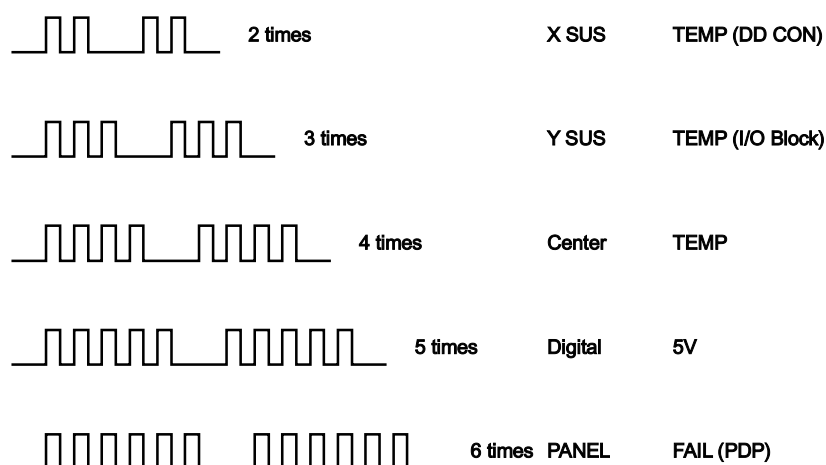 2 times X SUS TEMP (DD CON)
3 times Y SUS TEMP (I/O Block)
4 times Center TEMP
5 times Digital 5V
6 times PANEL FAIL (PDP)